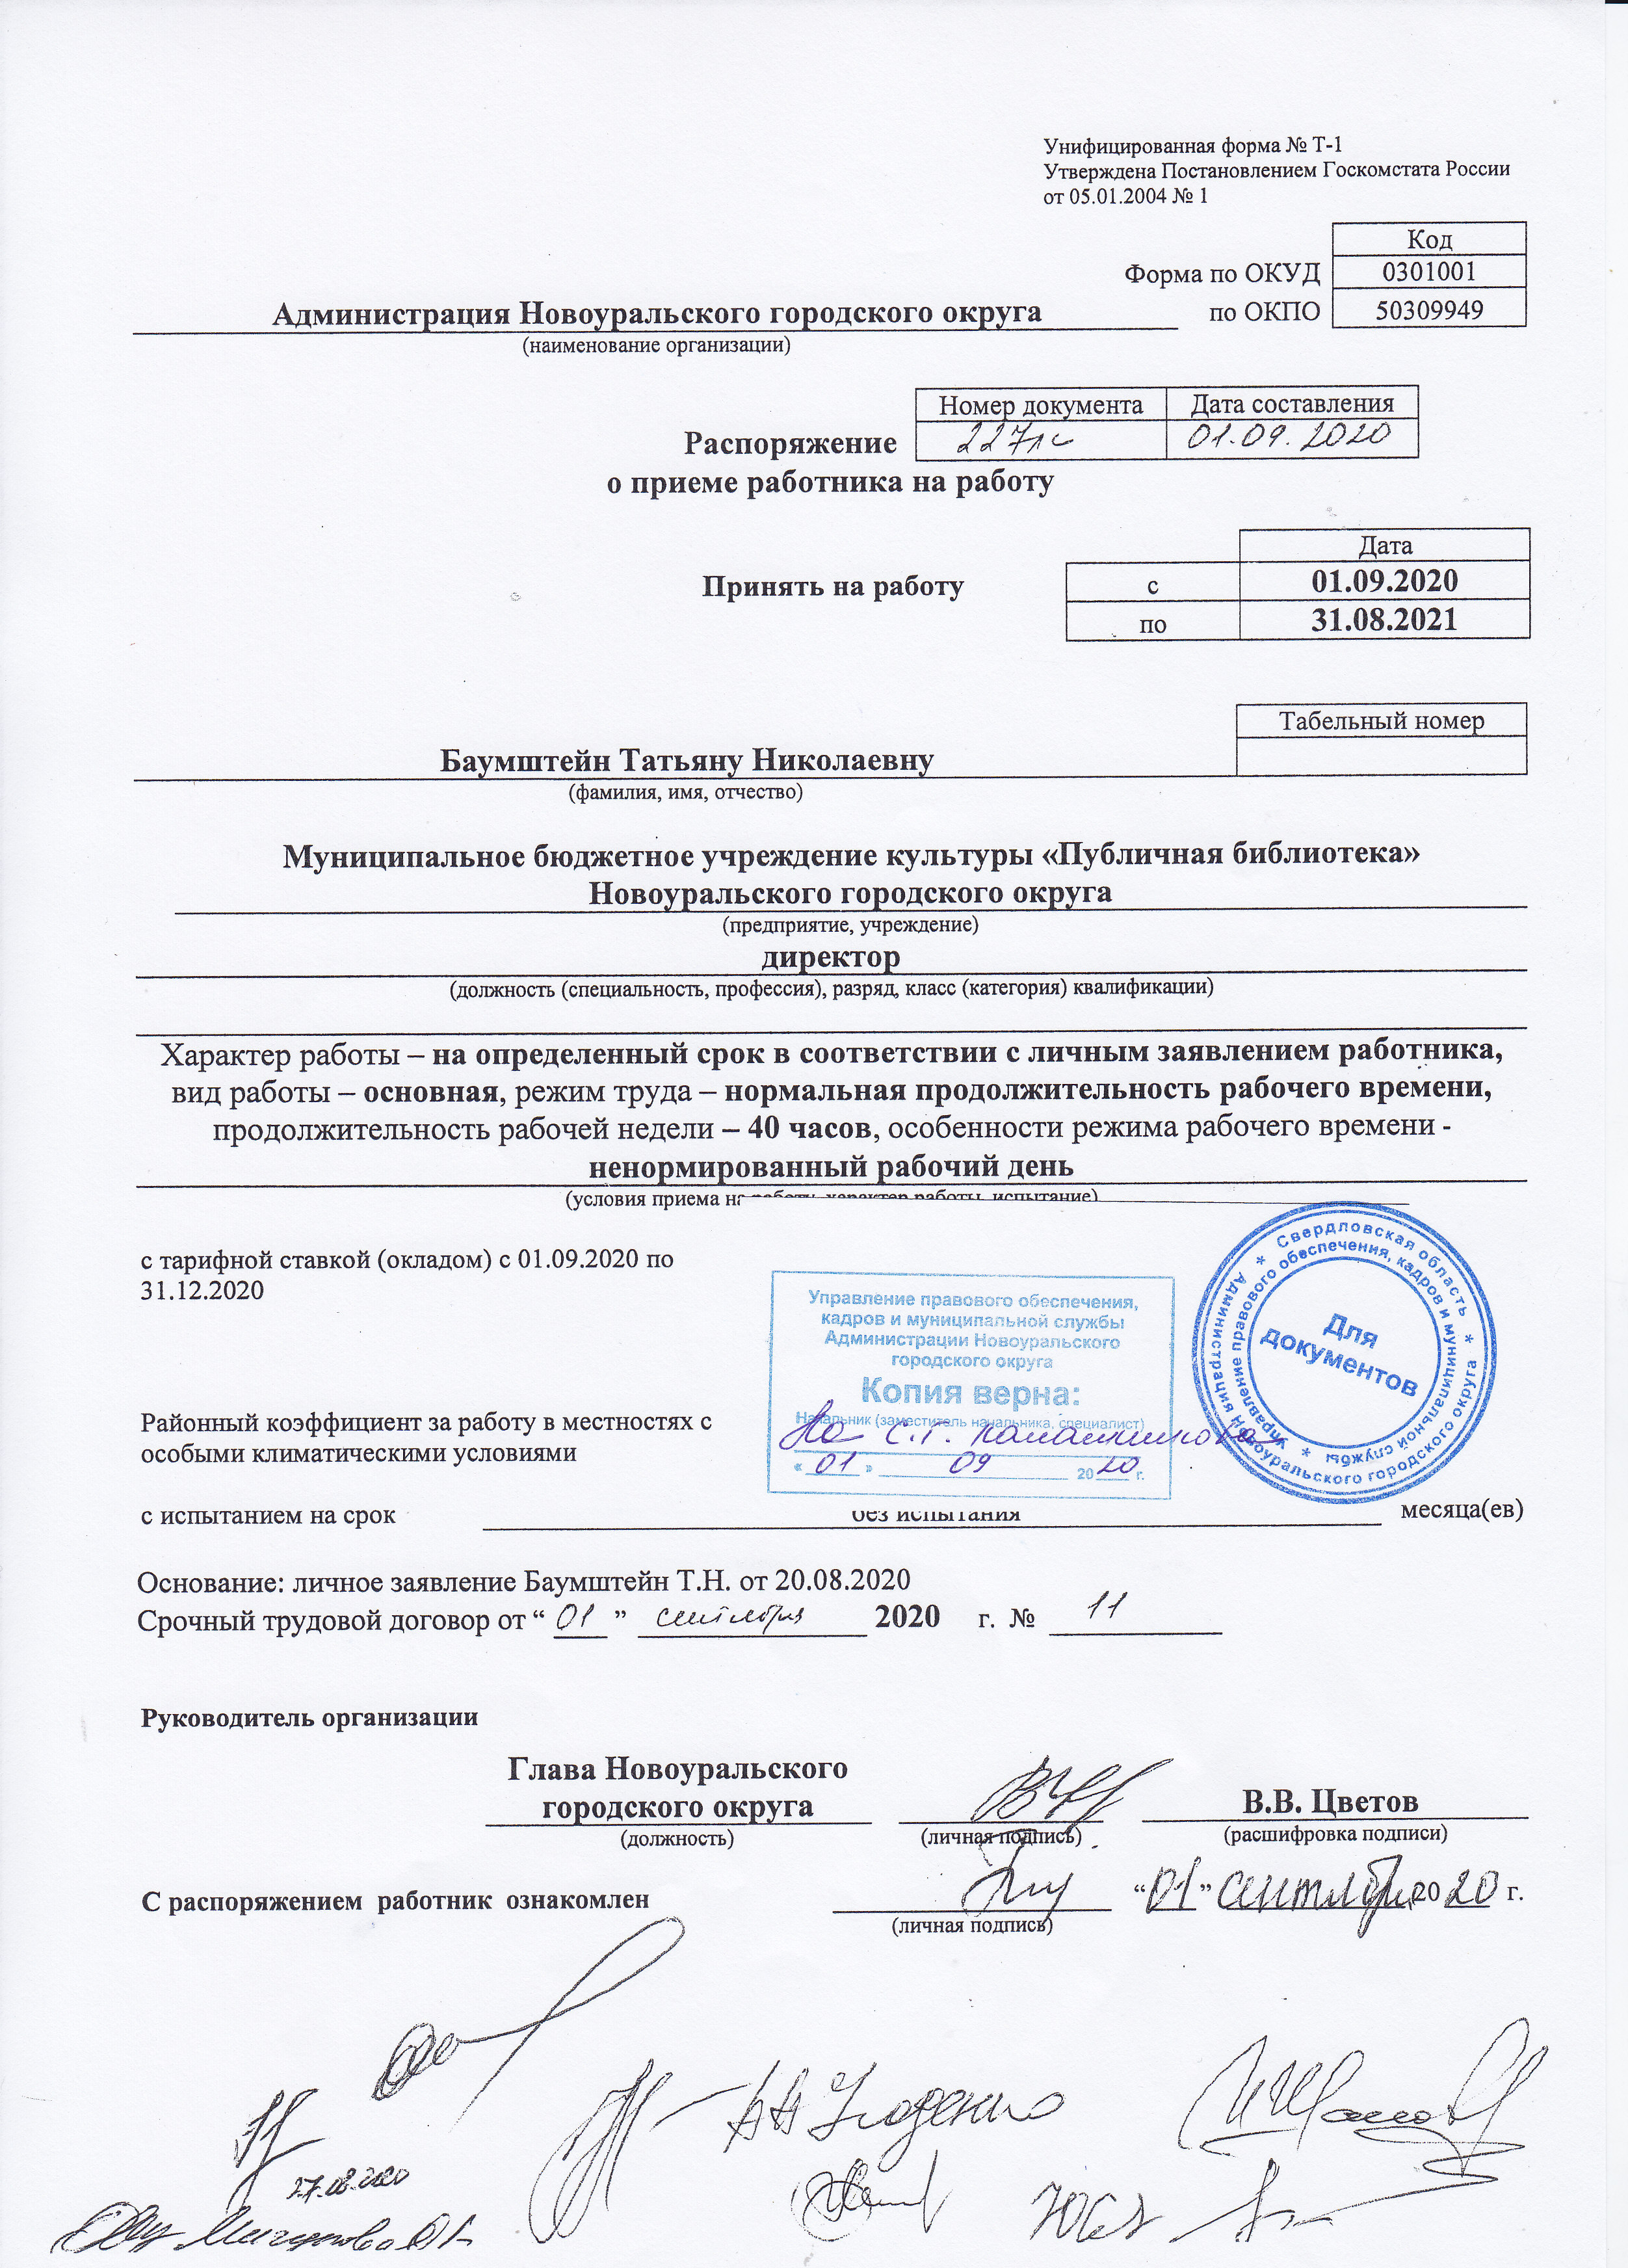 Унифицированная форма № Т-1
Утверждена Постановлением Госкомстата России
от 05.01.2004 № 1
Код
Форма по ОКУД 0301001
Администрация Новоуральского городского округа по ОКПО 50309949
(наименование организации)
Номер документа Дата составления
Распоряжение 227лс 01.09.2020
о приеме работника на работу
Дата
Принять на работу с 01.09.2020
по 31.08.2021
Табельный номер
Баумштейн Татьяну Николаевну
(фамилия, имя, отчество)
Муниципальное бюджетное учреждение культуры «Публичная библиотека»
Новоуральского городского округа
(предприятие, учреждение)
директор
(должность (специальность, профессия), разряд, класс (категория) квалификации)
Характер работы – на определенный срок в соответствии с личным заявлением работника,
вид работы – основная, режим труда – нормальная продолжительность рабочего времени,
продолжительность рабочей недели – 40 часов, особенности режима рабочего времени -
ненормированный рабочий день
(условия приема на работу, характер работы, испытание)
с тарифной ставкой (окладом) с 01.09.2020 по
31.12.2020
Управление правового обеспечения,
кадров и муниципальной службы
Администрации Новоуральского
городского округа
Копия верна:
Начальник (заместитель начальника, специалист)
С.Г.
« 01 » 09 2020 г.
* Свердловская область * Администрация Новоуральского городского округа
* Управление правового обеспечения, кадров и муниципальной службы
Для
документов
Районный коэффициент за работу в местностях с
особыми климатическими условиями
с испытанием на срок без испытания месяца(ев)
Основание: личное заявление Баумштейн Т.Н. от 20.08.2020
Срочный трудовой договор от “ 01 ” сентября 2020 г. № 11
Руководитель организации
Глава Новоуральского
городского округа В.В. Цветов
(должность) (личная подпись) (расшифровка подписи)
С распоряжением работник ознакомлен “01” сентября 2020 г.
(личная подпись)
27.08.2020